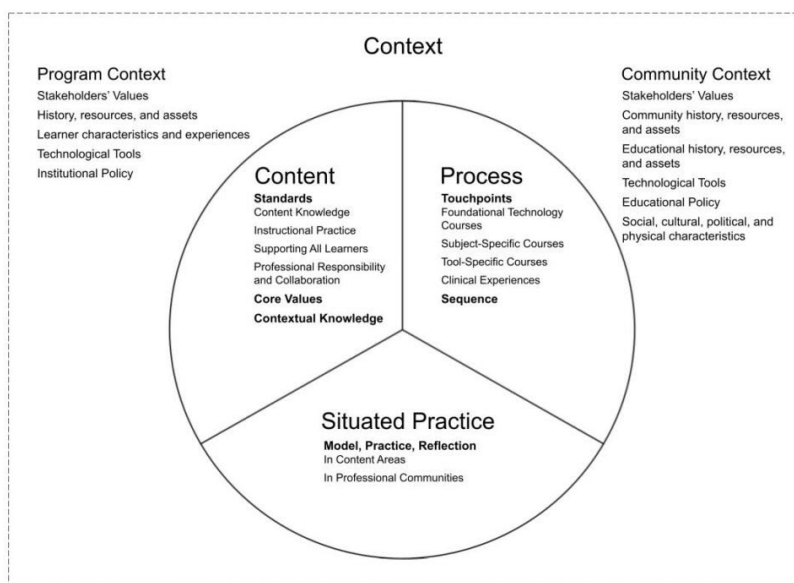 Context
Program Context
Stakeholders' Values
History, resources, and assets
Learner characteristics and experiences
Technological Tools
Institutional Policy
Community Context
Stakeholders' Values
Community history, resources,
and assets
Educational history, resources,
and assets
Technological Tools
Educational Policy
Social, cultural, political, and
physical characteristics
Content
Standards
Content Knowledge
Instructional Practice
Supporting All Learners
Professional Responsibility
and Collaboration
Core Values
Contextual Knowledge
Process
Touchpoints
Foundational Technology
Courses
Subject-Specific Courses
Tool-Specific Courses
Clinical Experiences
Sequence
Situated Practice
Model, Practice, Reflection
In Content Areas
In Professional Communities